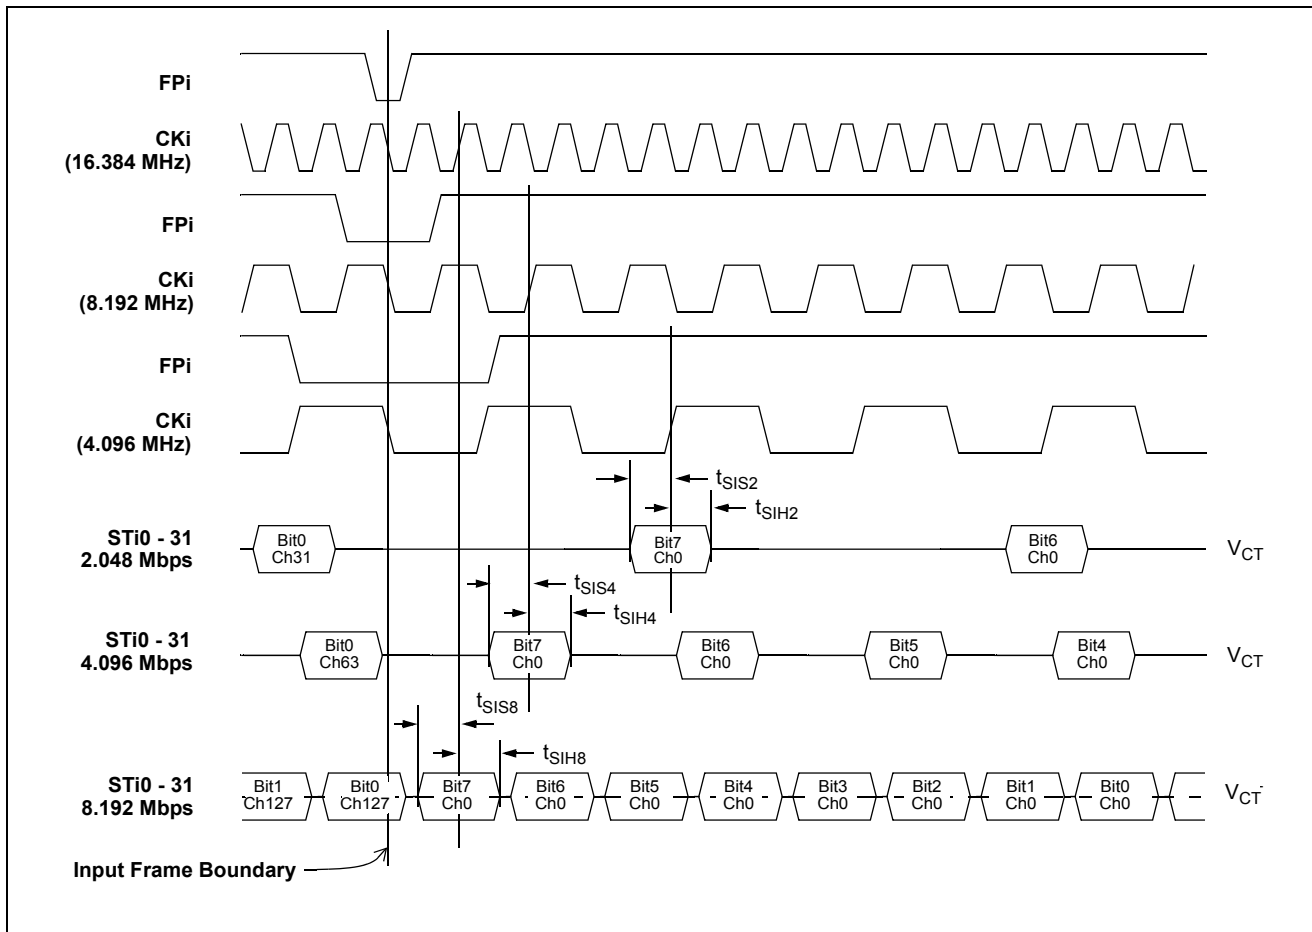 FPi
CKi
(16.384 MHz)
FPi
CKi
(8.192 MHz)
FPi
CKi
(4.096 MHz)
tSIS2
tSIH2
STi0 - 31
2.048 Mbps
Bit0
Ch31
Bit7
Ch0
Bit6
Ch0
VCT
tSIS4
tSIH4
STi0 - 31
4.096 Mbps
Bit0
Ch63
Bit7
Ch0
Bit6
Ch0
Bit5
Ch0
Bit4
Ch0
VCT
tSIS8
tSIH8
STi0 - 31
8.192 Mbps
Bit1
Ch127
Bit0
Ch127
Bit7
Ch0
Bit6
Ch0
Bit5
Ch0
Bit4
Ch0
Bit3
Ch0
Bit2
Ch0
Bit1
Ch0
Bit0
Ch0
VCT
Input Frame Boundary